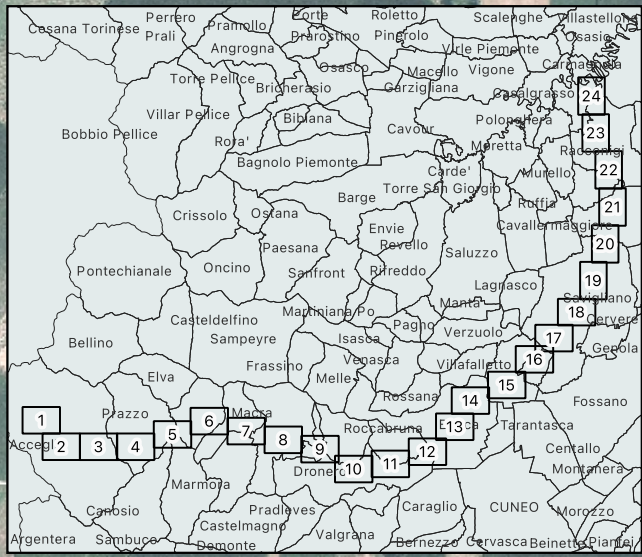 Perrero
Porte
Roletto
Scalenghe
Villastellone
Cesana Torinese
Prali
Pramollo
Prarostino
Pinerolo
Osasio
Angrogna
Virle Piemonte
Osasco
Macello
Vigone
Carmagnola
Torre Pellice
Bricherasio
Garzigliana
Casalgrasso
24
Villar Pellice
Bibiana
Polonghera
Bobbio Pellice
Rora'
Cavour
23
Moretta
Racconigi
Bagnolo Piemonte
Carde'
Murello
22
Barge
Torre San Giorgio
Ruffia
21
Crissolo
Ostana
Envie
Cavallermaggiore
Paesana
Revello
Saluzzo
20
Pontechianale
Oncino
Sanfront
Rifreddo
Lagnasco
19
Manta
Savigliano
Casteldelfino
Martiniana Po
18
Cervere
Bellino
Sampeyre
Isasca
Pagno
Verzuolo
17
Genola
Frassino
Venasca
Villafalletto
16
Elva
Melle
15
Rossana
14
Fossano
1
Prazzo
6
Macra
Roccabruna
13
Tarantasca
2
3
4
5
7
8
9
12
Centallo
Dronero
10
11
Montanera
Marmora
Canosio
Pradleves
Caraglio
CUNEO
Morozzo
Castelmagno
Argentera
Sambuco
Demonte
Valgrana
Bernezzo
Cervasca
Beinette
Pianfei